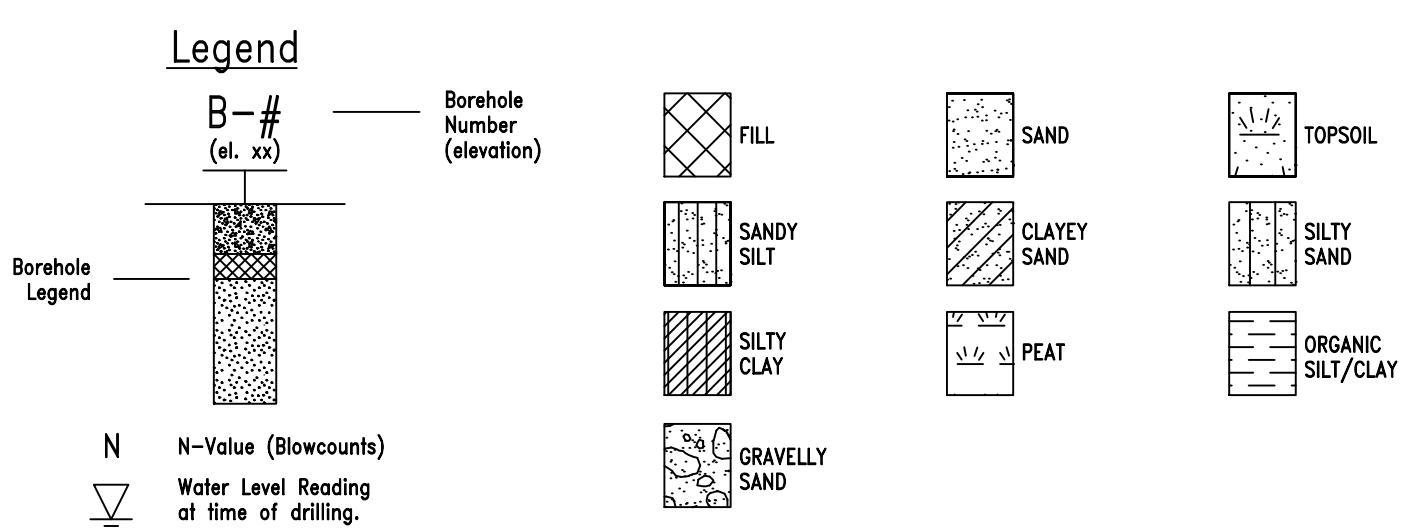 Legend
B-#
(el. xx)
Borehole
Number
(elevation)
Borehole
Legend
N
N-Value (Blowcounts)
Water Level Reading
at time of drilling.
FILL
SAND
TOPSOIL
SANDY
SILT
CLAYEY
SAND
SILTY
SAND
SILTY
CLAY
PEAT
ORGANIC
SILT/CLAY
GRAVELLY
SAND